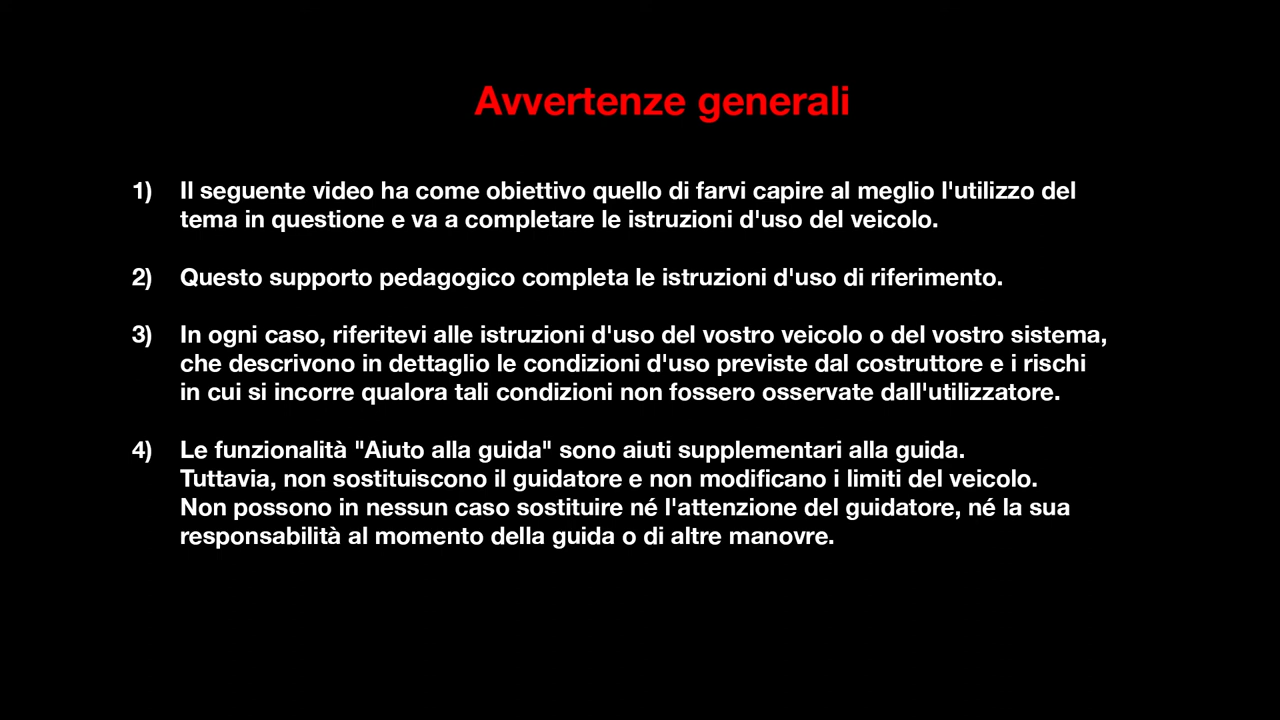 Avvertenze generali
1) Il seguente video ha come obiettivo quello di farvi capire al meglio l'utilizzo del
tema in questione e va a completare le istruzioni d'uso del veicolo.
2) Questo supporto pedagogico completa le istruzioni d'uso di riferimento.
3) In ogni caso, riferitevi alle istruzioni d'uso del vostro veicolo o del vostro sistema,
che descrivono in dettaglio le condizioni d'uso previste dal costruttore e i rischi
in cui si incorre qualora tali condizioni non fossero osservate dall'utilizzatore.
4) Le funzionalità "Aiuto alla guida" sono aiuti supplementari alla guida.
Tuttavia, non sostituiscono il guidatore e non modificano i limiti del veicolo.
Non possono in nessun caso sostituire né l'attenzione del guidatore, né la sua
responsabilità al momento della guida o di altre manovre.